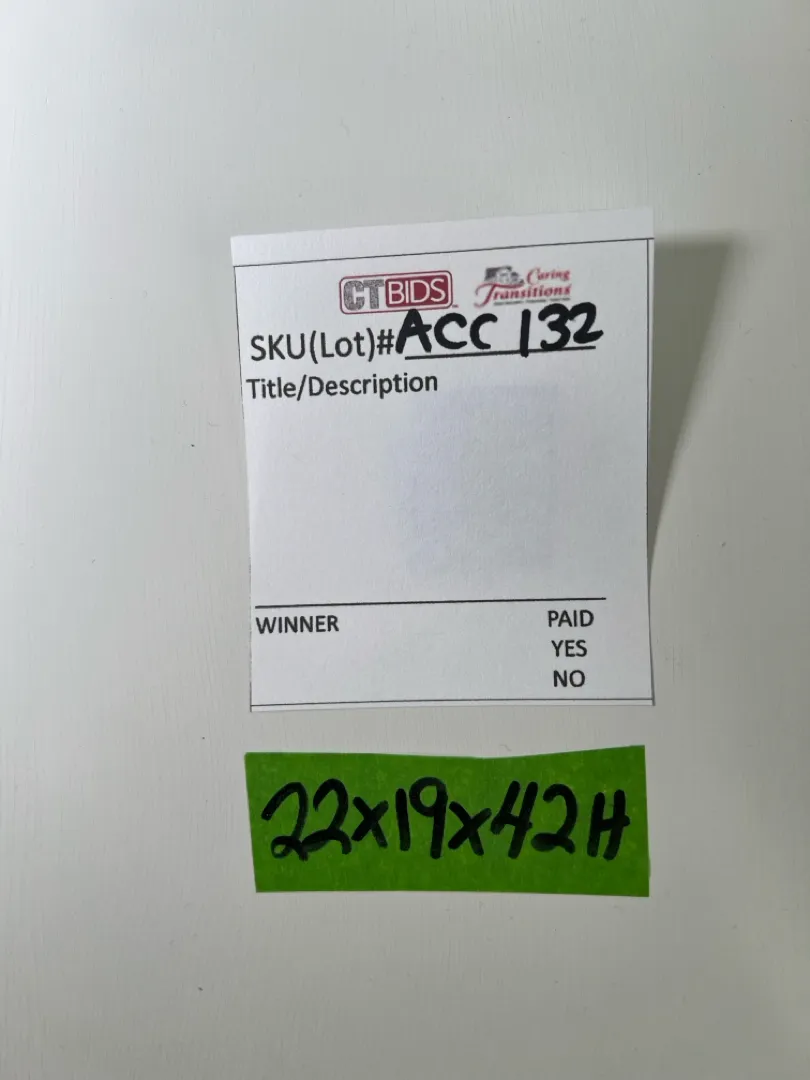 CTBIDS
Caring
Transitions
SKU(Lot)#ACC 132
Title/Description
WINNER
PAID
YES
NO
22x19x42H